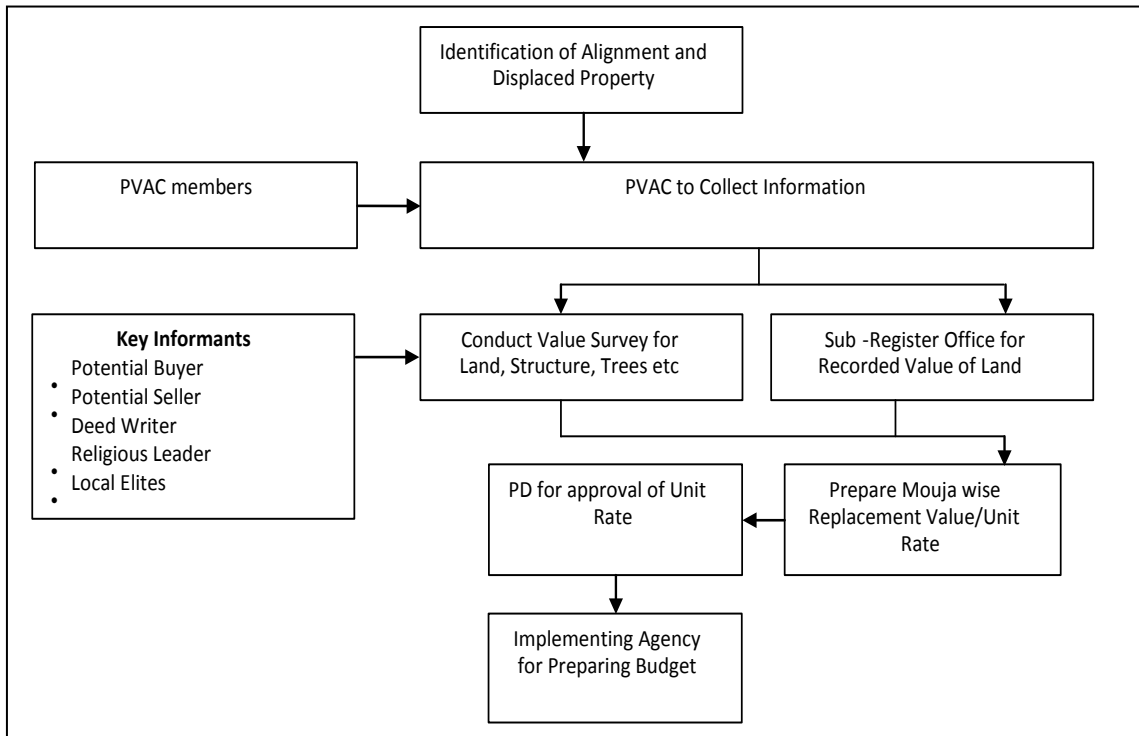 Identification of Alignment and
Displaced Property
PVAC members
PVAC to Collect Information
Key Informants
Potential Buyer
• Potential Seller
• Deed Writer
Religious Leader
• Local Elites
•
Conduct Value Survey for
Land, Structure, Trees etc
Sub -Register Office for
Recorded Value of Land
PD for approval of Unit
Rate
Prepare Mouja wise
Replacement Value/Unit
Rate
Implementing Agency
for Preparing Budget